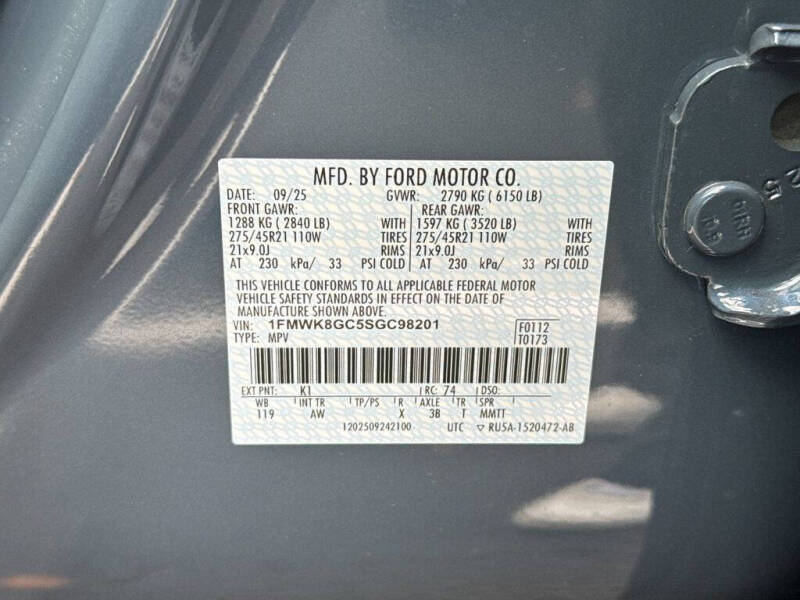 MFD. BY FORD MOTOR CO.
DATE: 09/25 GVWR: 2790 KG ( 6150 LB)
FRONT GAWR: REAR GAWR:
1288 KG ( 2840 LB) WITH 1597 KG ( 3520 LB) WITH
275/45R21 110W TIRES 275/45R21 110W TIRES
21x9.0J RIMS 21x9.0J RIMS
AT 230 kPa/ 33 PSI COLD AT 230 kPa/ 33 PSI COLD
THIS VEHICLE CONFORMS TO ALL APPLICABLE FEDERAL MOTOR
VEHICLE SAFETY STANDARDS IN EFFECT ON THE DATE OF
MANUFACTURE SHOWN ABOVE.
VIN: 1FMWK8GC5SGC98201 F0112
TYPE: MPV T0173
EXT PNT: K1 RC: 74 DSO:
WB INT TR TP/PS R AXLE TR SPR
119 AW X 3B T MMTT
1202509242100 UTC ▽ RU5A-1520472-AB